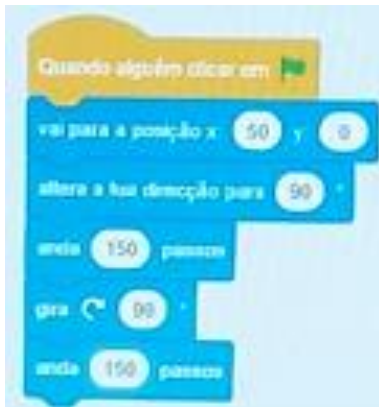 Quando alguém clicar em
vai para a posição x 50 y 0
altera a tua direcção para 90 °
anda 150 passos
gira 90 °
anda 150 passos